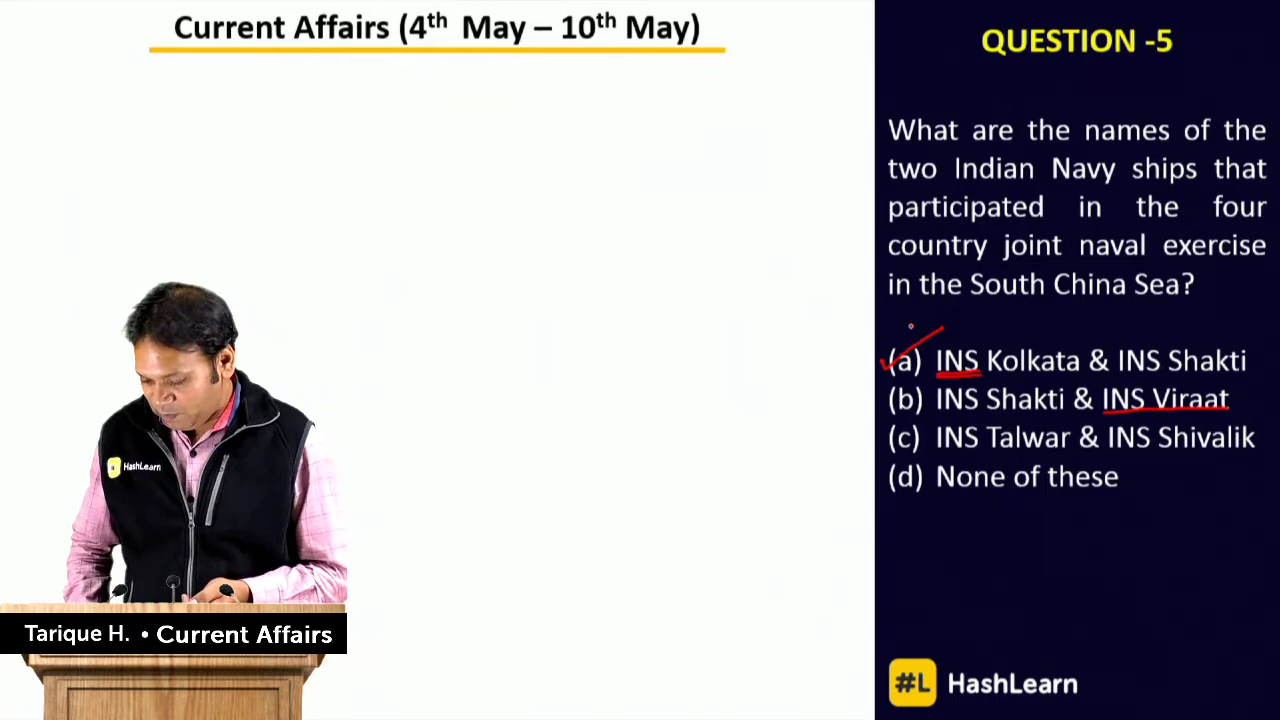 Current Affairs (4th May – 10th May)
QUESTION -5
What are the names of the
two Indian Navy ships that
participated in the four
country joint naval exercise
in the South China Sea?
(a) INS Kolkata & INS Shakti
(b) INS Shakti & INS Viraat
(c) INS Talwar & INS Shivalik
(d) None of these
HashLearn
Tarique H. • Current Affairs
#L HashLearn